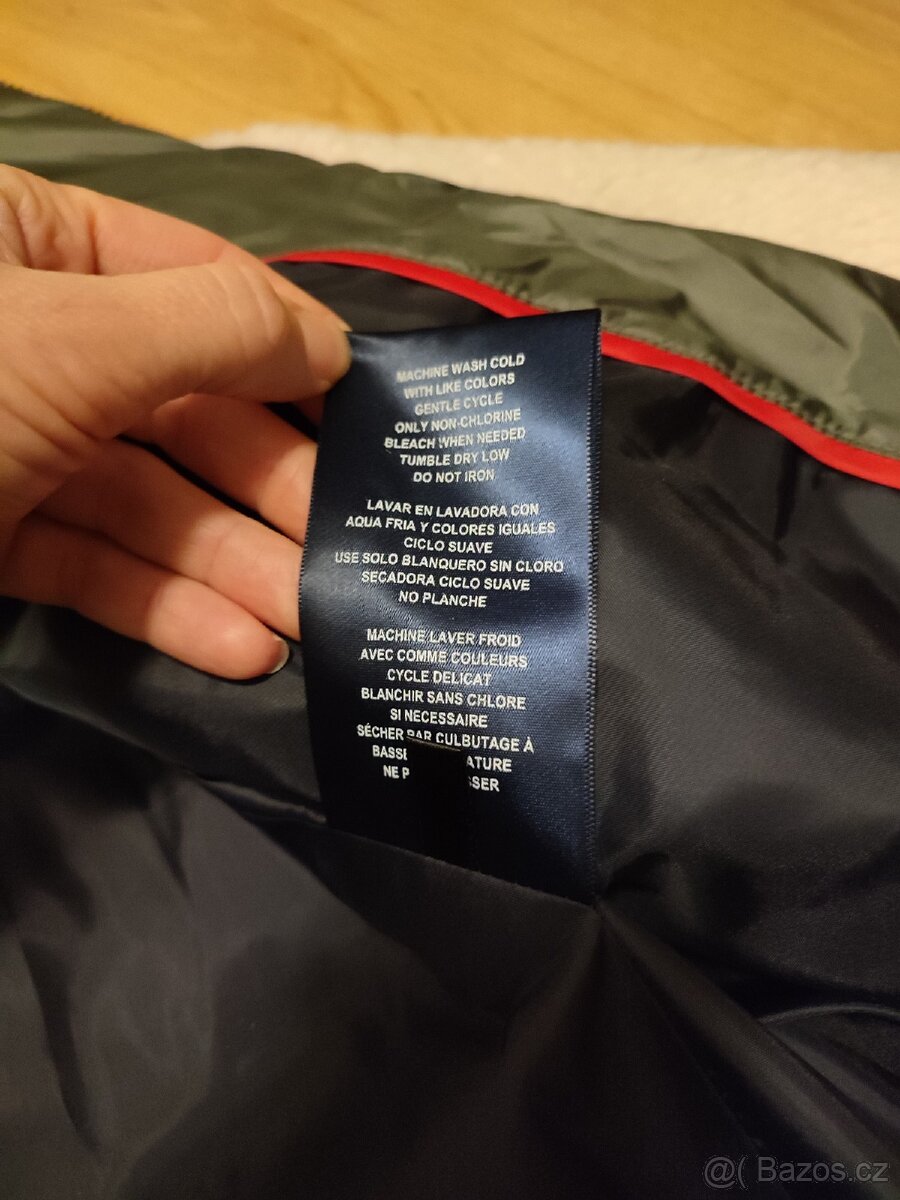 MACHINE WASH COLD
WITH LIKE COLORS
GENTLE CYCLE
ONLY NON-CHLORINE
BLEACH WHEN NEEDED
TUMBLE DRY LOW
DO NOT IRON
LAVAR EN LAVADORA CON
AQUA FRIA Y COLORES IGUALES
CICLO SUAVE
USE SOLO BLANQUERO SIN CLORO
SECADORA CICLO SUAVE
NO PLANCHE
MACHINE LAVER FROID
AVEC COMME COULEURS
CYCLE DELICAT
BLANCHIR SANS CHLORE
SI NECESSAIRE
SÉCHER PAR CULBUTAGE À
@( Bazos.cz